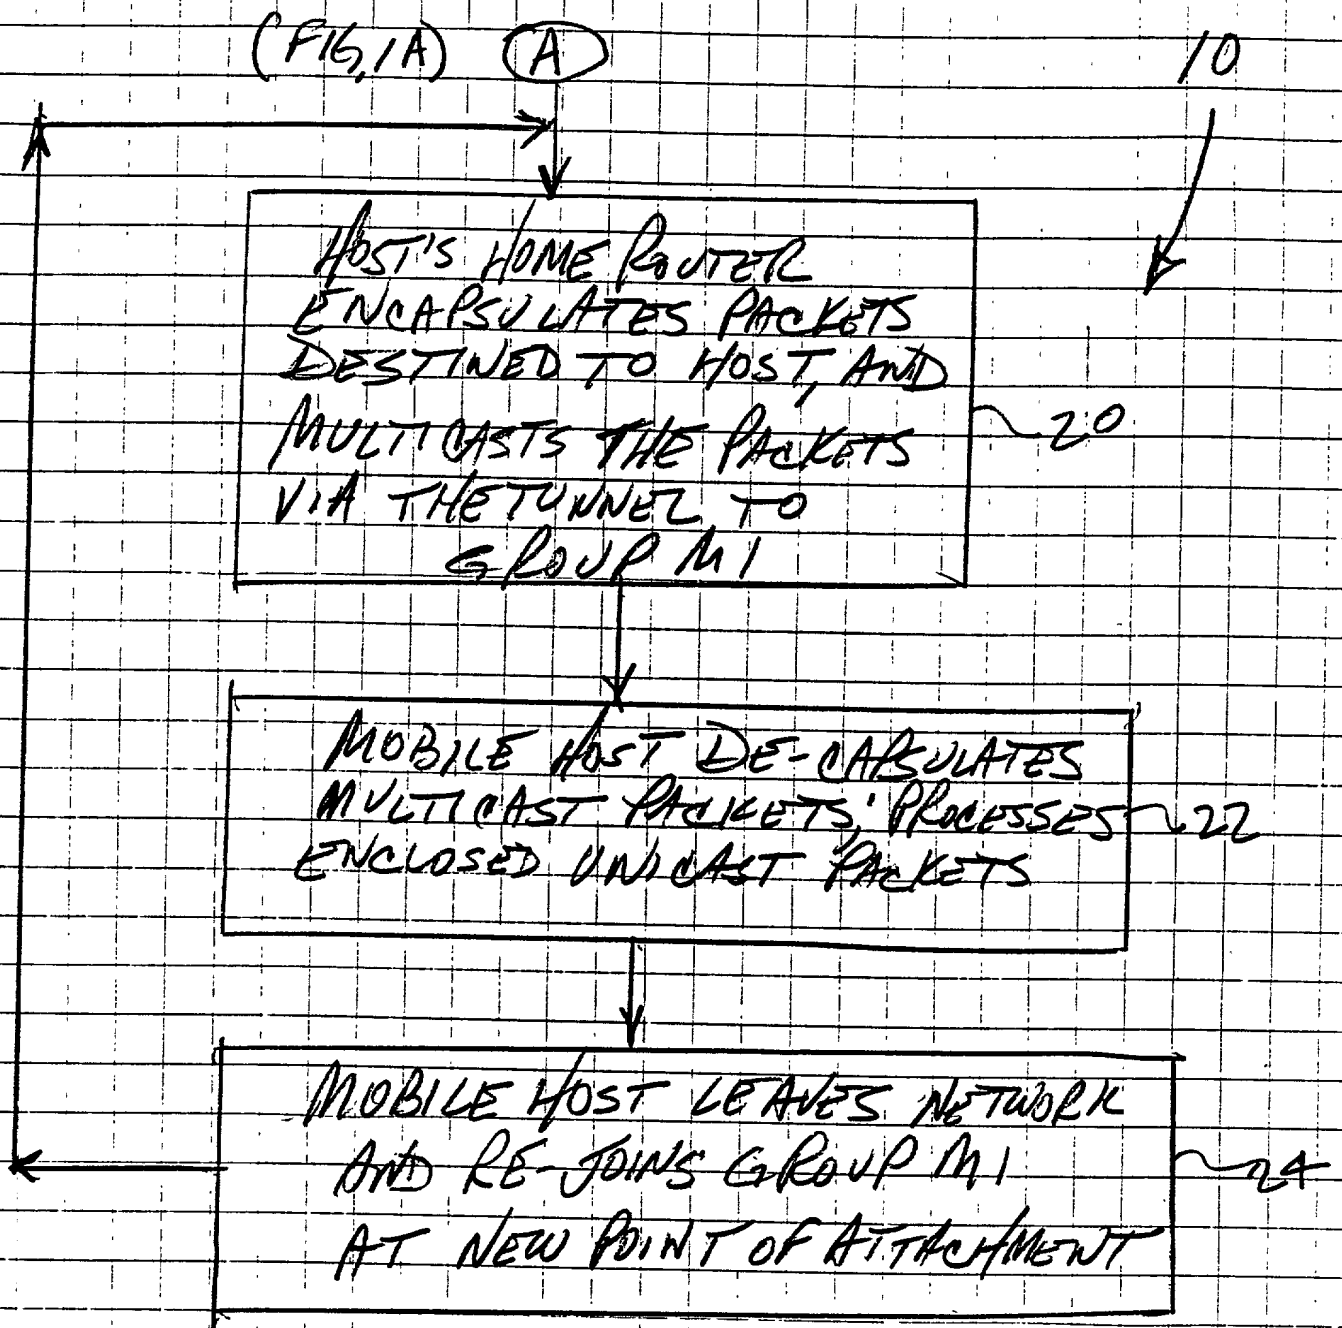 (FIG, 1A) A
10
HOST'S HOME ROUTER
ENCAPSULATES PACKETS
DESTINED TO HOST, AND
MULTICASTS THE PACKETS
VIA THE TUNNEL TO
GROUP M1
20
MOBILE HOST DE-CAPSULATES
MULTICAST PACKETS; PROCESSES
ENCLOSED UNICAST PACKETS
22
MOBILE HOST LEAVES NETWORK
AND RE-JOINS GROUP M1
AT NEW POINT OF ATTACHMENT
24